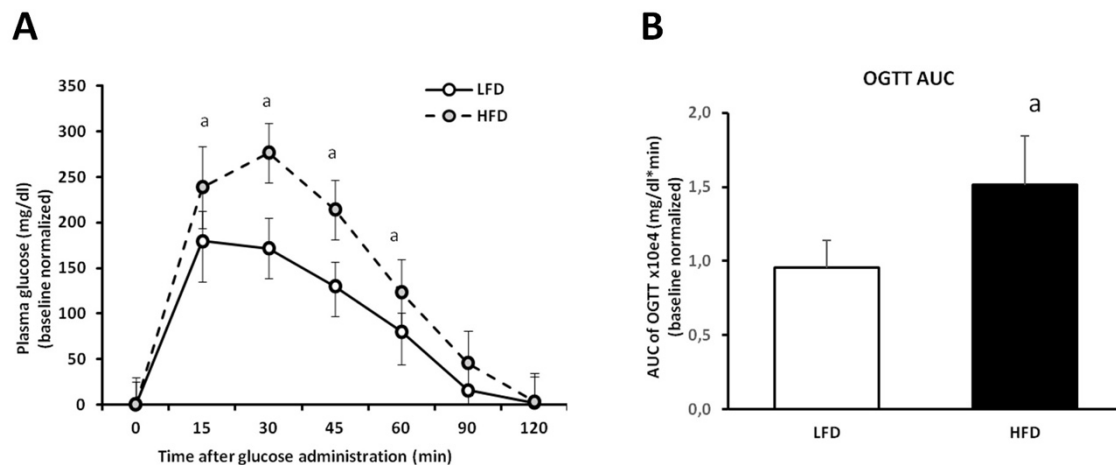 A
Plasma glucose (mg/dl)
(baseline normalized)
350
300
250
200
150
100
50
0
a
a
a
a
LFD
HFD
0 15 30 45 60 90 120
Time after glucose administration (min)
B
OGTT AUC
AUC of OGTT x10e4 (mg/dl*min)
(baseline normalized)
2,0
1,5
1,0
0,5
0,0
a
LFD HFD